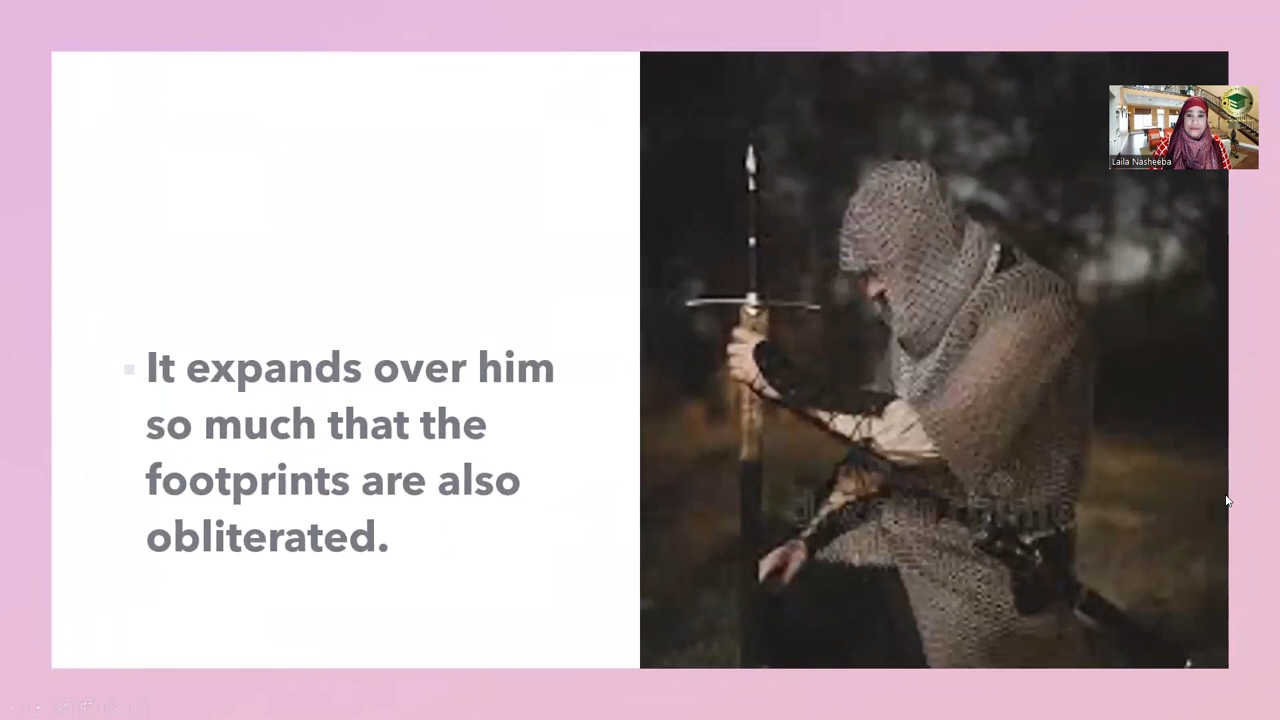 Laila Nasheeba
It expands over him
so much that the
footprints are also
obliterated.